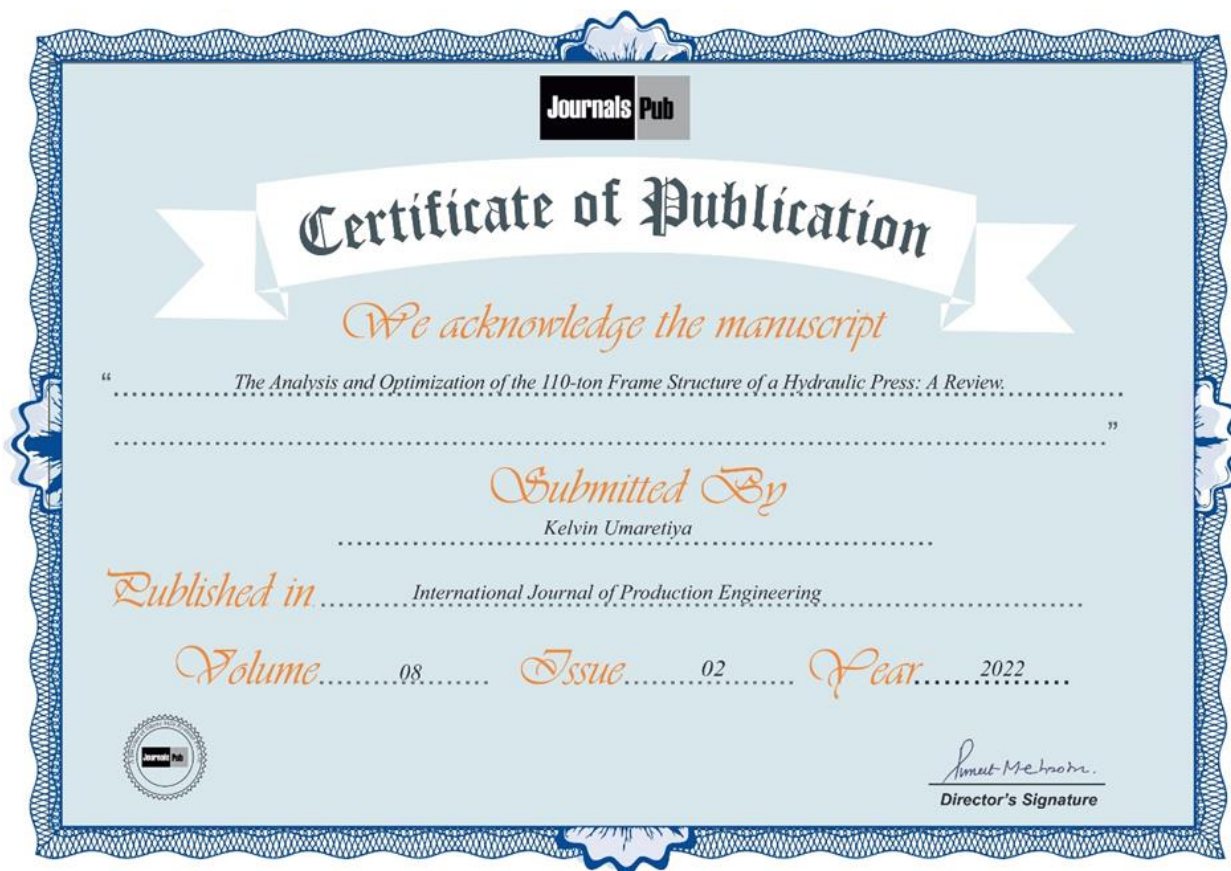 Journals Pub
Certificate of Publication
We acknowledge the manuscript
“ The Analysis and Optimization of the 110-ton Frame Structure of a Hydraulic Press: A Review.
”
Submitted By
Kelvin Umaretiya
Published in International Journal of Production Engineering
Volume 08 Issue 02 Year 2022
Journals Pub
Director's Signature